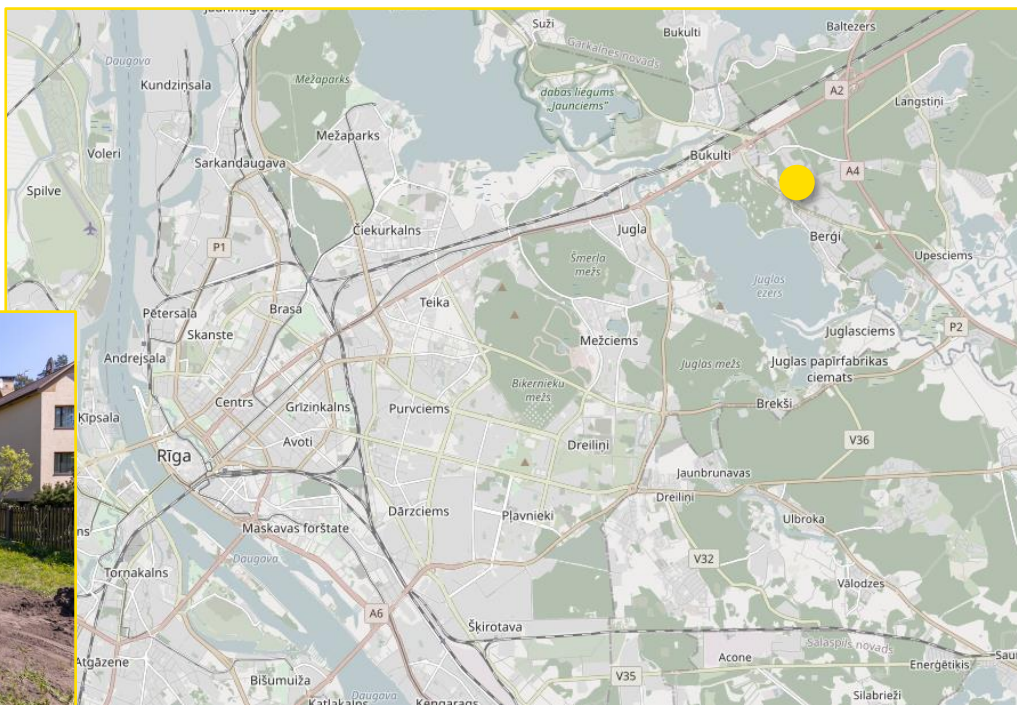 Suži
Bukulti
Baltezers
Daugava
Garkalnes novads
Kundziņsala
Mežaparks
dabas liegums
"Jaunciems"
A2
Langstiņi
Mežaparks
Voleri
Sarkandaugava
Bukulti
A4
Spilve
Jugla
Čiekurkalns
Berģi
P1
Šmerļa
mežs
Upesciems
Juglas
ezers
Teika
Brasa
Pētersala
Skanste
Mežciems
Juglasciems
P2
Andrejsala
Juglas mežs
Juglas papīrfabrikas
ciemats
Biķernieku
mežs
Ķīpsala
Centrs
Grīziņkalns
Purvciems
Brekši
Avoti
Dreiliņi
V36
Rīga
Jaunbrunavas
Dreiliņi
Dārzciems
Pļavnieki
Ulbroka
Maskavas forštate
Daugava
V32
Torņakalns
Vālodzes
A6
Šķirotava
Salaspils novads
Atgāzene
Acone
Enerģētiķis
Bišumuiža
V35
Daugava
Silabrieži